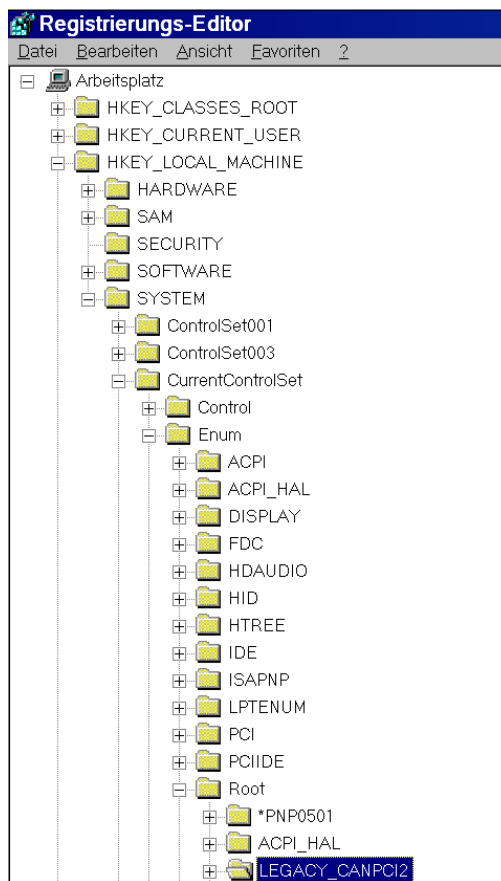 Registrierungs-Editor
Datei Bearbeiten Ansicht Favoriten ?
Arbeitsplatz
HKEY_CLASSES_ROOT
HKEY_CURRENT_USER
HKEY_LOCAL_MACHINE
HARDWARE
SAM
SECURITY
SOFTWARE
SYSTEM
ControlSet001
ControlSet003
CurrentControlSet
Control
Enum
ACPI
ACPI_HAL
DISPLAY
FDC
HDAUDIO
HID
HTREE
IDE
ISAPNP
LPTENUM
PCI
PCIIDE
Root
*PNP0501
ACPI_HAL
LEGACY_CANPCI2